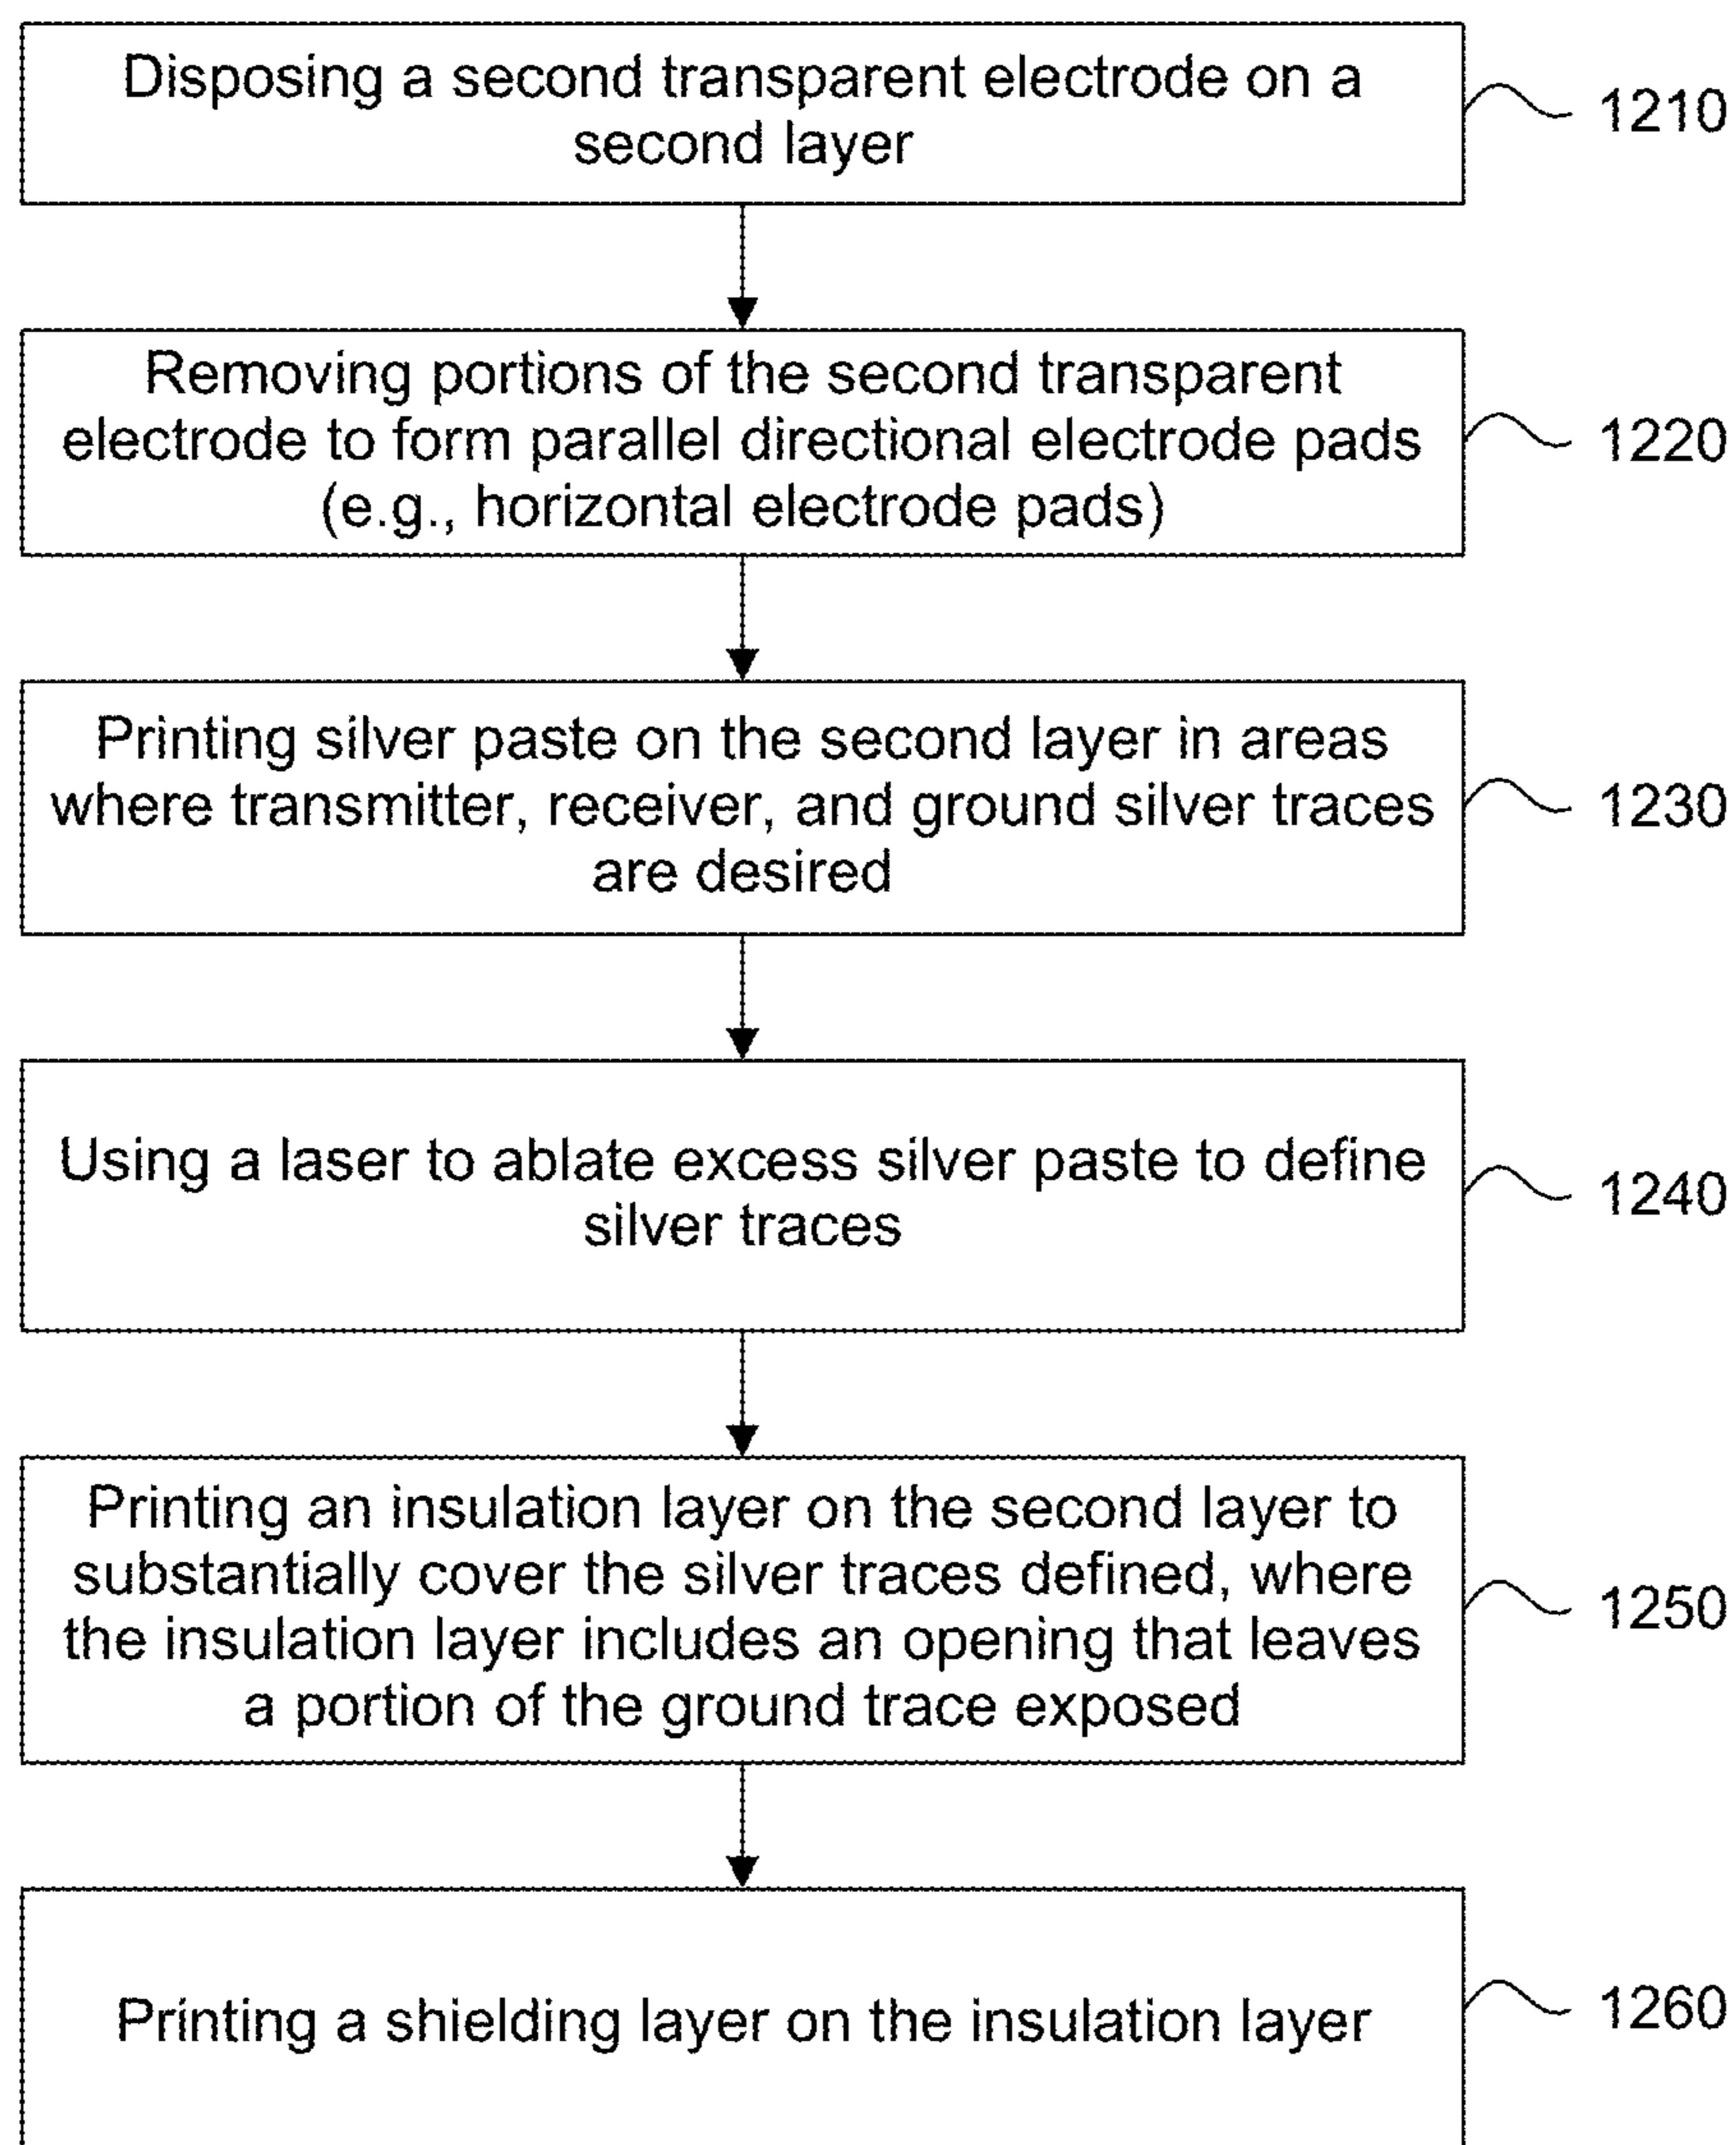 Disposing a second transparent electrode on a
second layer
1210
Removing portions of the second transparent
electrode to form parallel directional electrode pads
(e.g., horizontal electrode pads)
1220
Printing silver paste on the second layer in areas
where transmitter, receiver, and ground silver traces
are desired
1230
Using a laser to ablate excess silver paste to define
silver traces
1240
Printing an insulation layer on the second layer to
substantially cover the silver traces defined, where
the insulation layer includes an opening that leaves
a portion of the ground trace exposed
1250
Printing a shielding layer on the insulation layer
1260